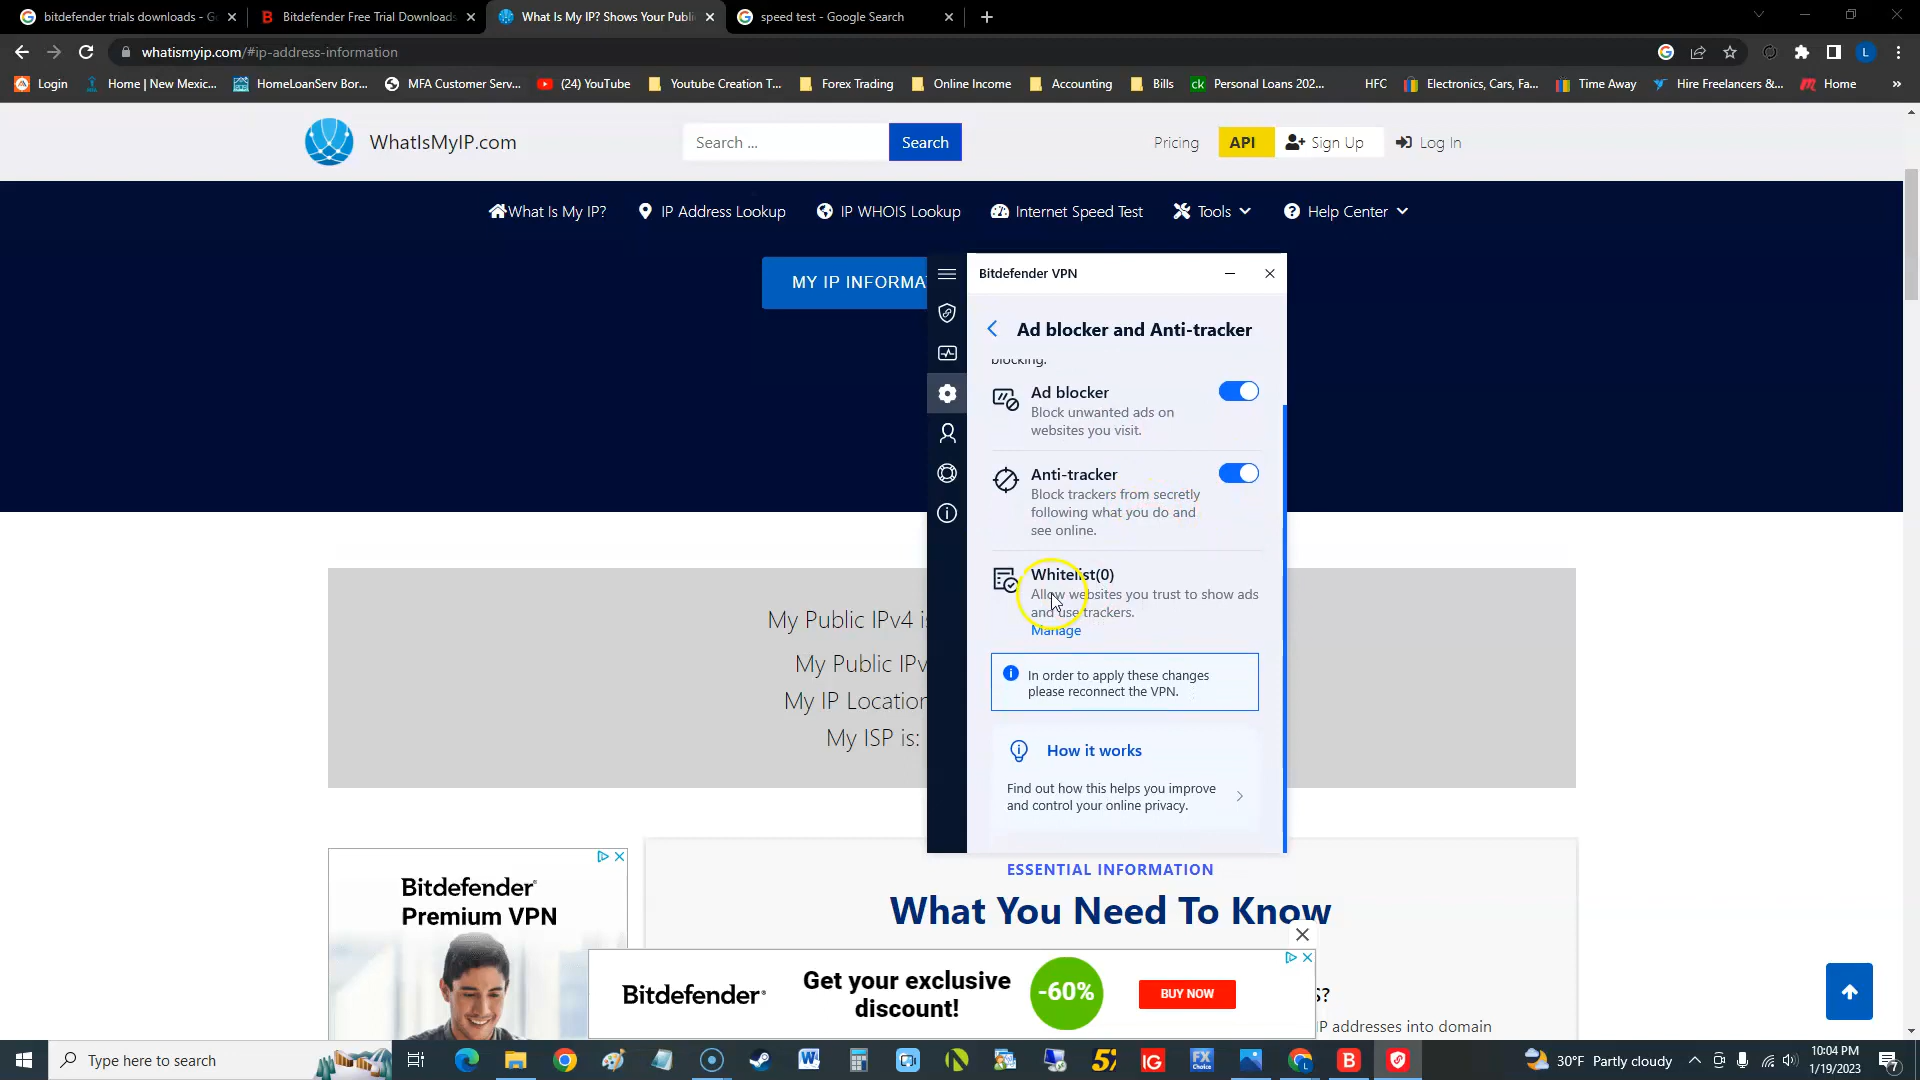 bitdefender trials downloads - G
Bitdefender Free Trial Downloads
What Is My IP? Shows Your Publi
speed test - Google Search
whatismyip.com/#ip-address-information
L
Login
Home | New Mexic...
HomeLoanServ Bor...
MFA Customer Serv...
(24) YouTube
Youtube Creation T...
Forex Trading
Online Income
Accounting
Bills
ck Personal Loans 202...
HFC
Electronics, Cars, Fa...
Time Away
Hire Freelancers &...
Home
»
WhatIsMyIP.com
Search ...
Search
Pricing
API
Sign Up
Log In
What Is My IP?
IP Address Lookup
IP WHOIS Lookup
Internet Speed Test
Tools
Help Center
MY IP INFORMA
Bitdefender VPN
Ad blocker and Anti-tracker
blocking.
Ad blocker
Block unwanted ads on
websites you visit.
Anti-tracker
Block trackers from secretly
following what you do and
see online.
Whitelist(0)
Allow websites you trust to show ads
and use trackers.
Manage
In order to apply these changes
please reconnect the VPN.
How it works
Find out how this helps you improve
and control your online privacy.
My Public IPv4 i
My Public IPv
My IP Location
My ISP is:
ESSENTIAL INFORMATION
What You Need To Know
Bitdefender
Premium VPN
Bitdefender
Get your exclusive
discount!
-60%
BUY NOW
S?
IP addresses into domain
Type here to search
IG
FX
Choice
B
30°F Partly cloudy
10:04 PM
1/19/2023
7